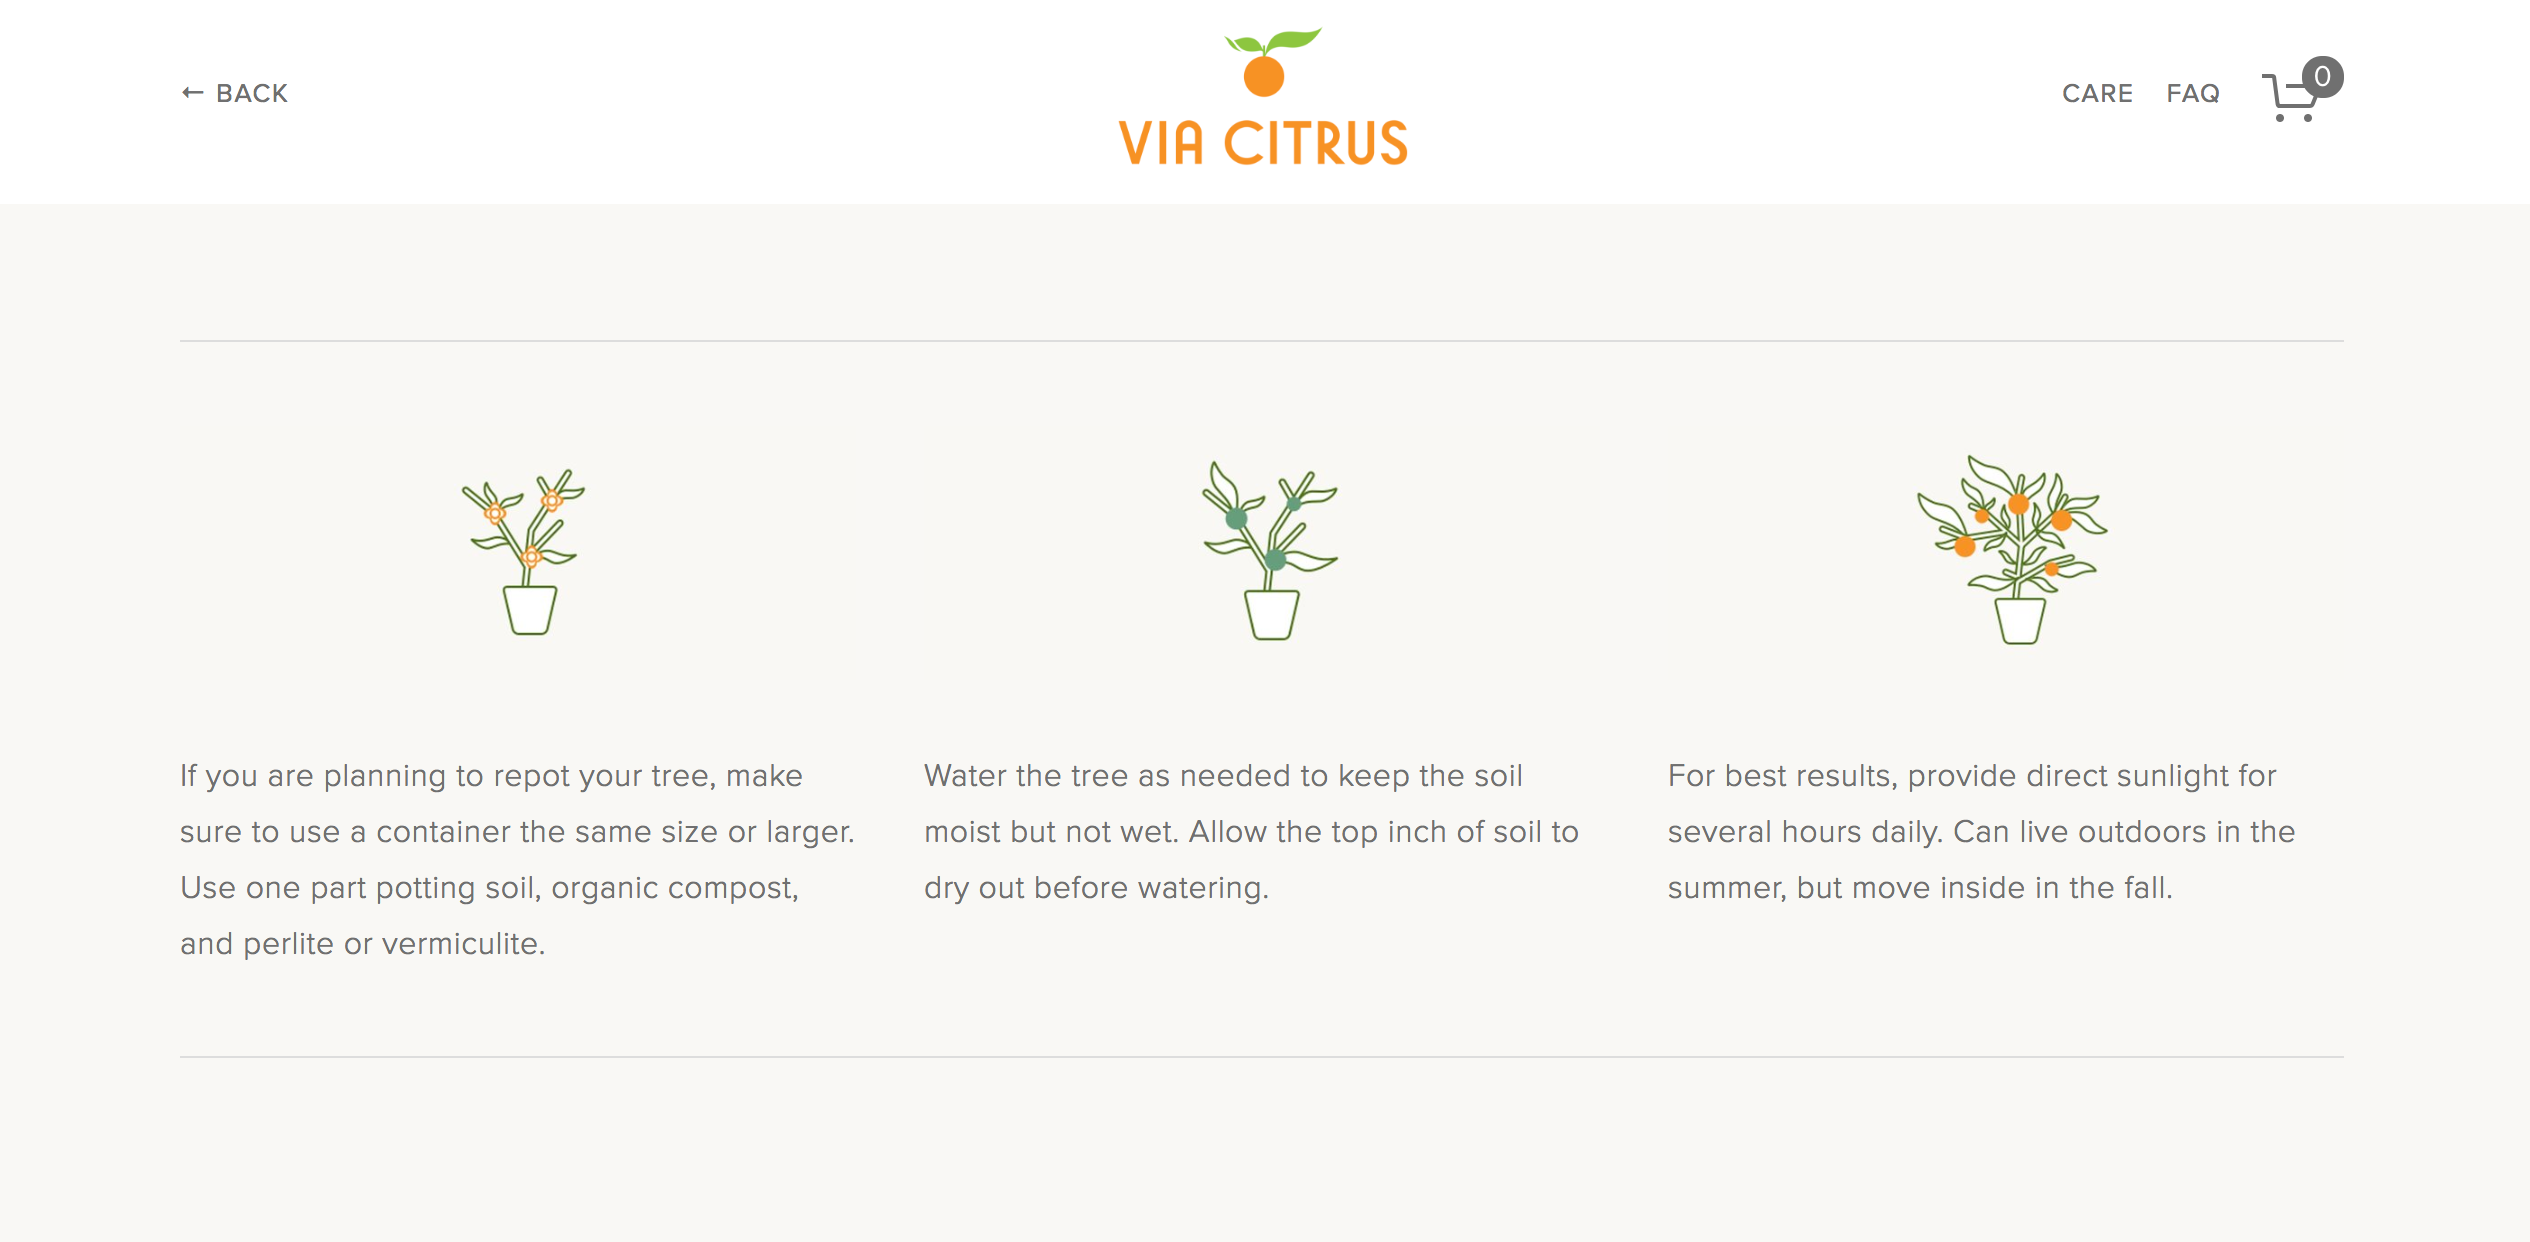 ← BACK
VIA CITRUS
CARE FAQ 0
If you are planning to repot your tree, make
sure to use a container the same size or larger.
Use one part potting soil, organic compost,
and perlite or vermiculite.
Water the tree as needed to keep the soil
moist but not wet. Allow the top inch of soil to
dry out before watering.
For best results, provide direct sunlight for
several hours daily. Can live outdoors in the
summer, but move inside in the fall.